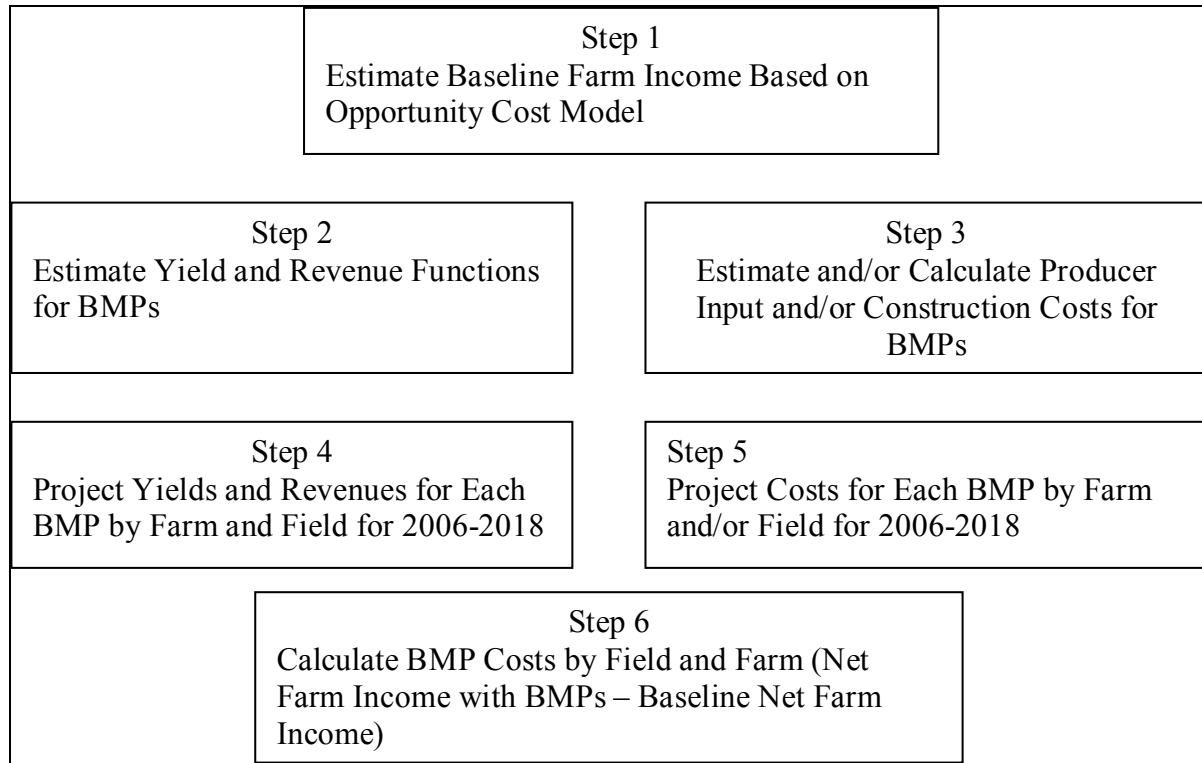 Step 1
Estimate Baseline Farm Income Based on
Opportunity Cost Model
Step 2
Estimate Yield and Revenue Functions
for BMPs
Step 3
Estimate and/or Calculate Producer
Input and/or Construction Costs for
BMPs
Step 4
Project Yields and Revenues for Each
BMP by Farm and Field for 2006-2018
Step 5
Project Costs for Each BMP by Farm
and/or Field for 2006-2018
Step 6
Calculate BMP Costs by Field and Farm (Net
Farm Income with BMPs – Baseline Net Farm
Income)